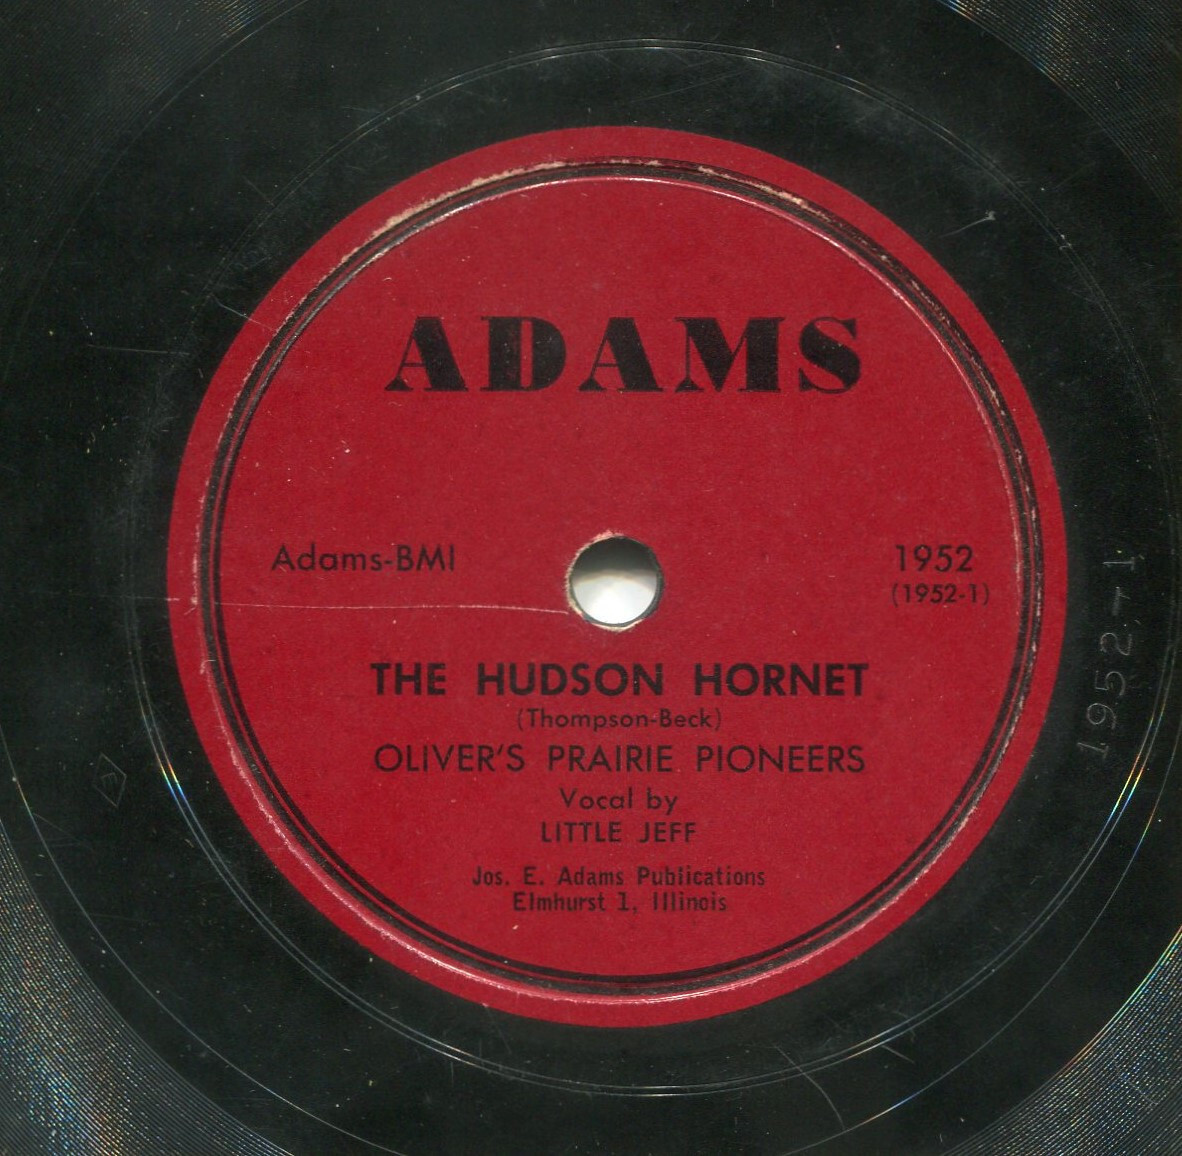 ADAMS
Adams-BMI
1952
(1952-1)
THE HUDSON HORNET
(Thompson-Beck)
OLIVER'S PRAIRIE PIONEERS
Vocal by
LITTLE JEFF
Jos. E. Adams Publications
Elmhurst 1, Illinois
1952-1